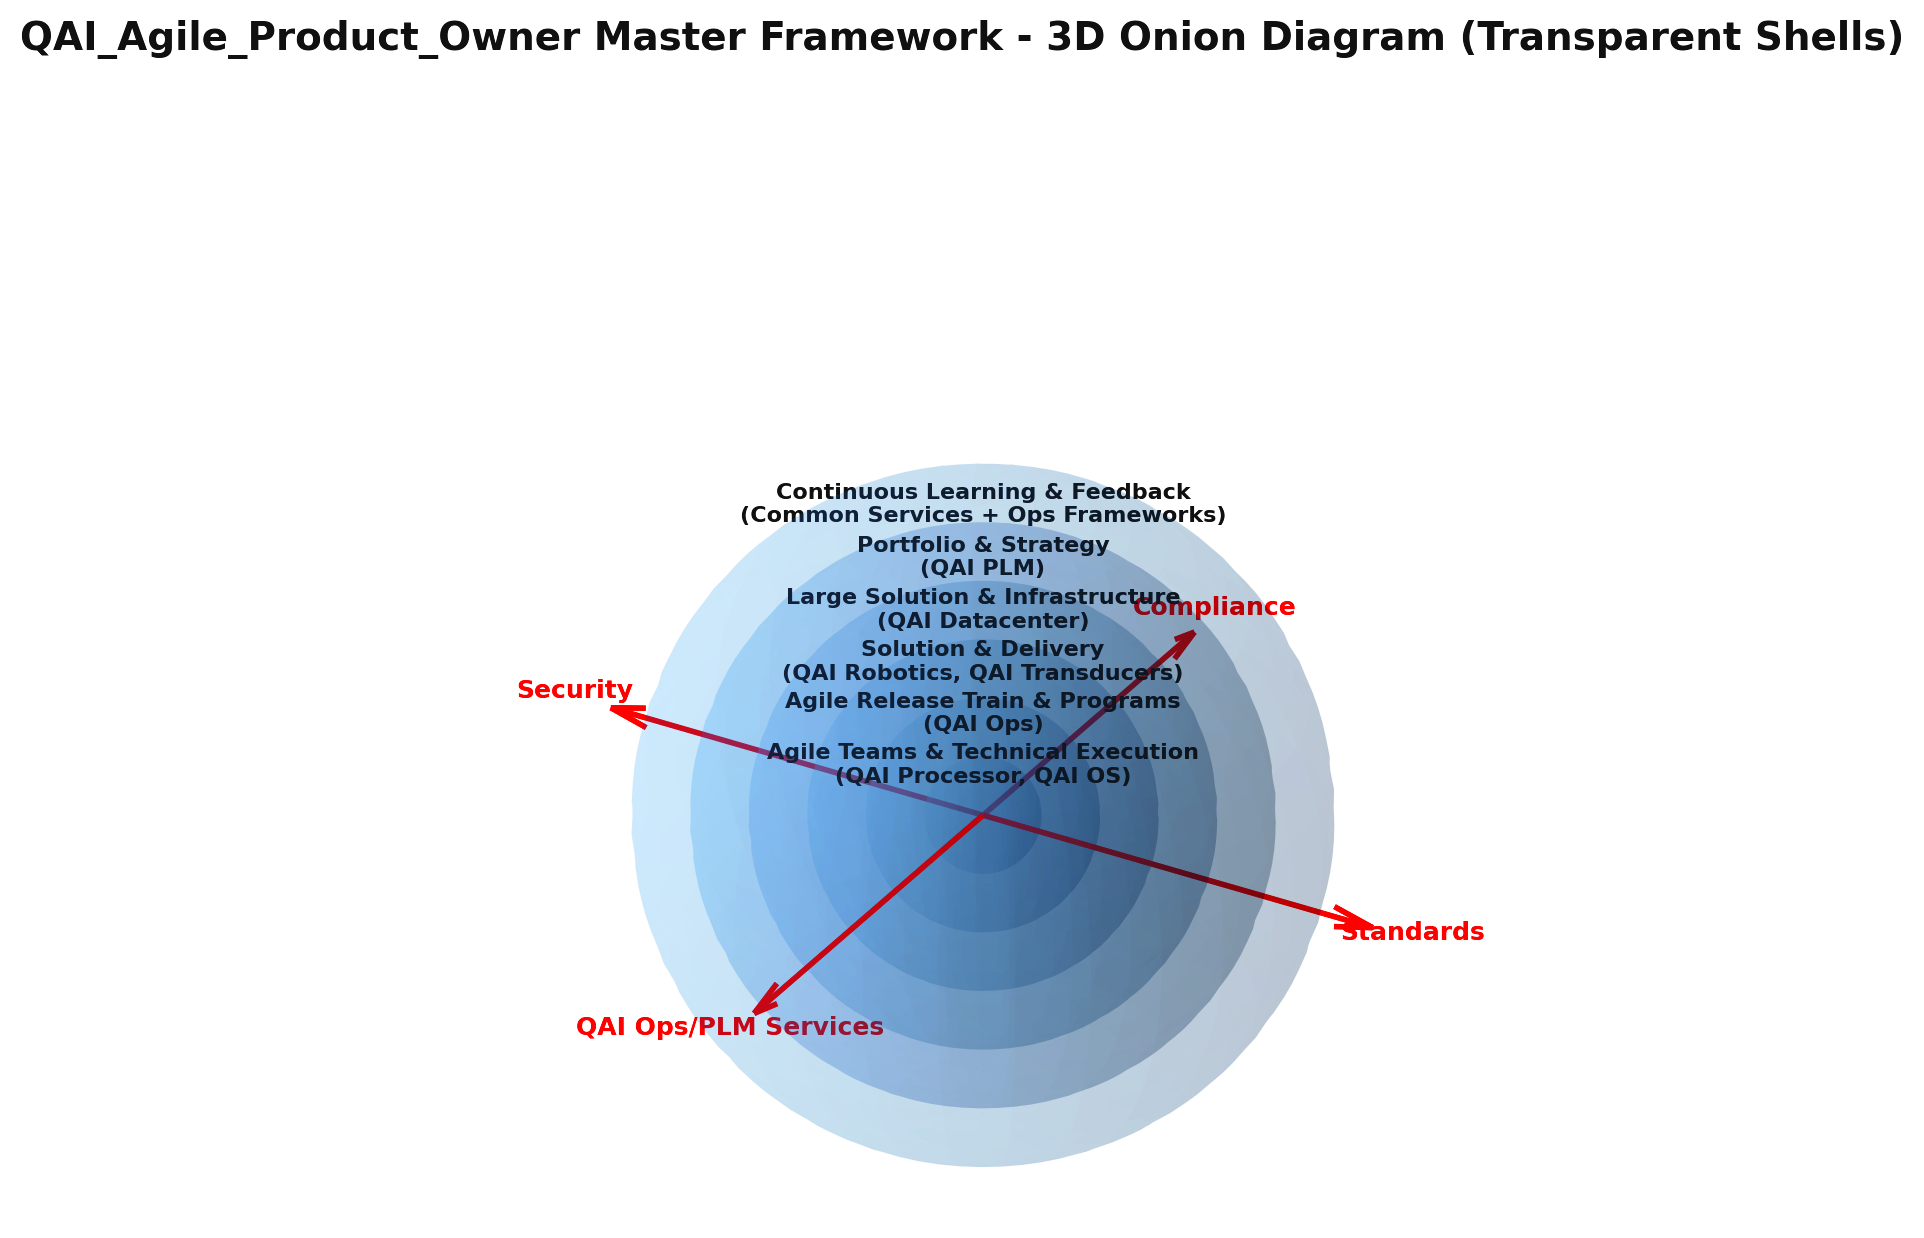 QAI_Agile_Product_Owner Master Framework - 3D Onion Diagram (Transparent Shells)
Continuous Learning & Feedback
(Common Services + Ops Frameworks)
Portfolio & Strategy
(QAI PLM)
Large Solution & Infrastructure
(QAI Datacenter)
Compliance
Solution & Delivery
(QAI Robotics, QAI Transducers)
Security
Agile Release Train & Programs
(QAI Ops)
Agile Teams & Technical Execution
(QAI Processor, QAI OS)
Standards
QAI Ops/PLM Services